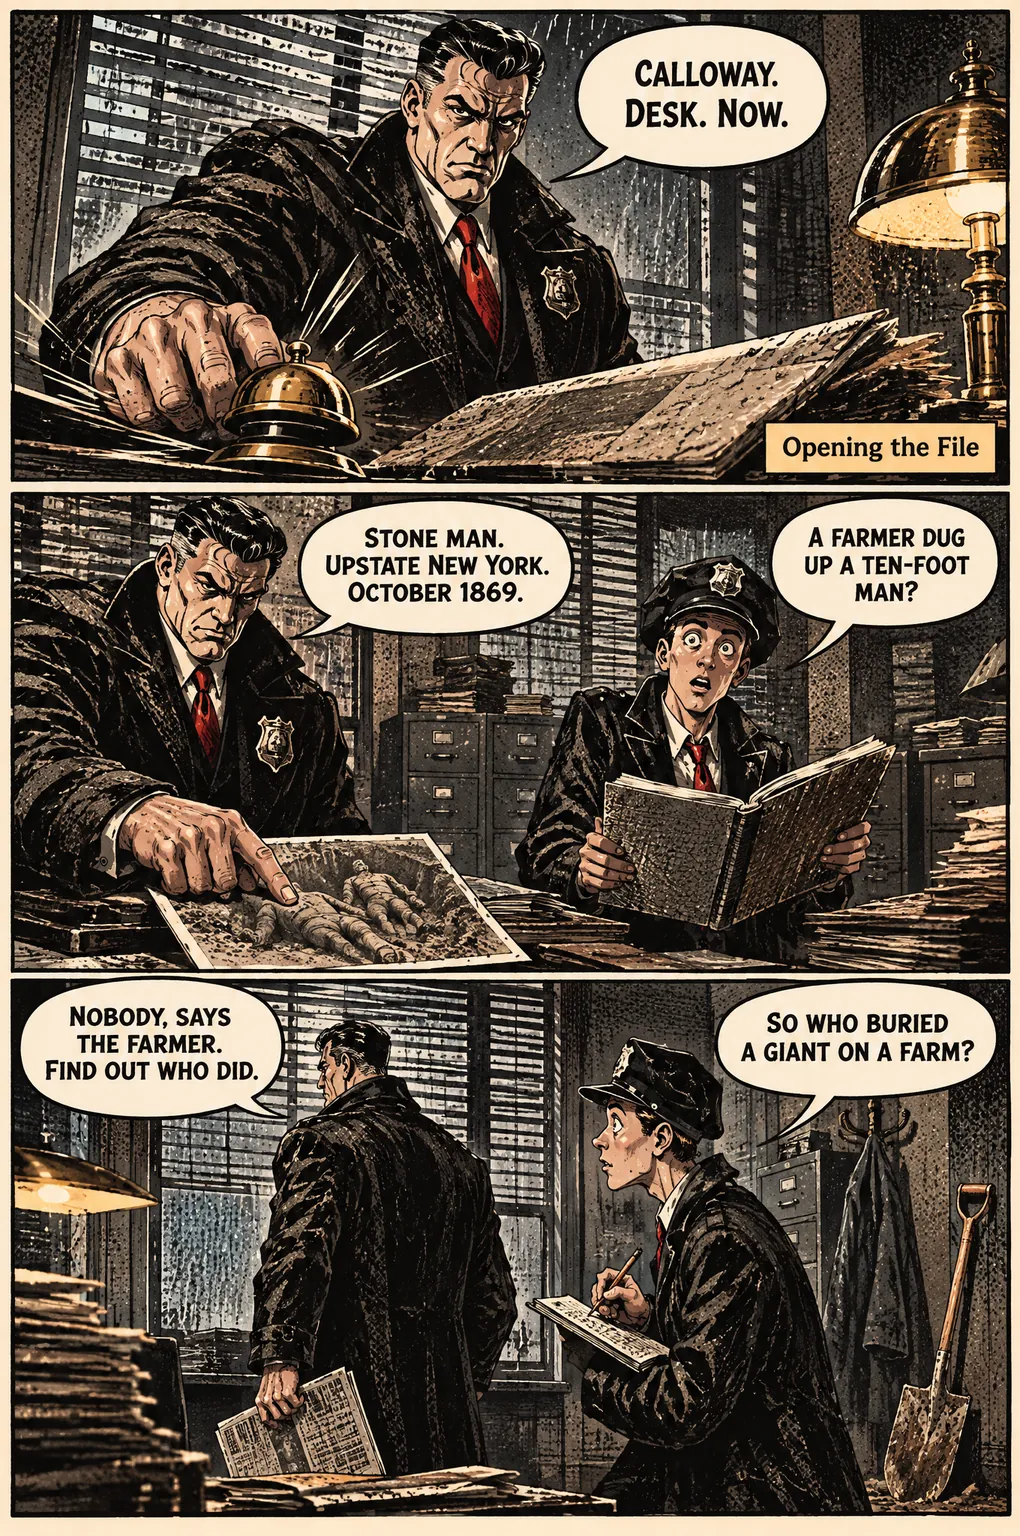 CALLOWAY.
DESK. NOW.
Opening the File
STONE MAN.
UPSTATE NEW YORK.
OCTOBER 1869.
A FARMER DUG
UP A TEN-FOOT
MAN?
NOBODY, SAYS
THE FARMER.
FIND OUT WHO DID.
SO WHO BURIED
A GIANT ON A FARM?